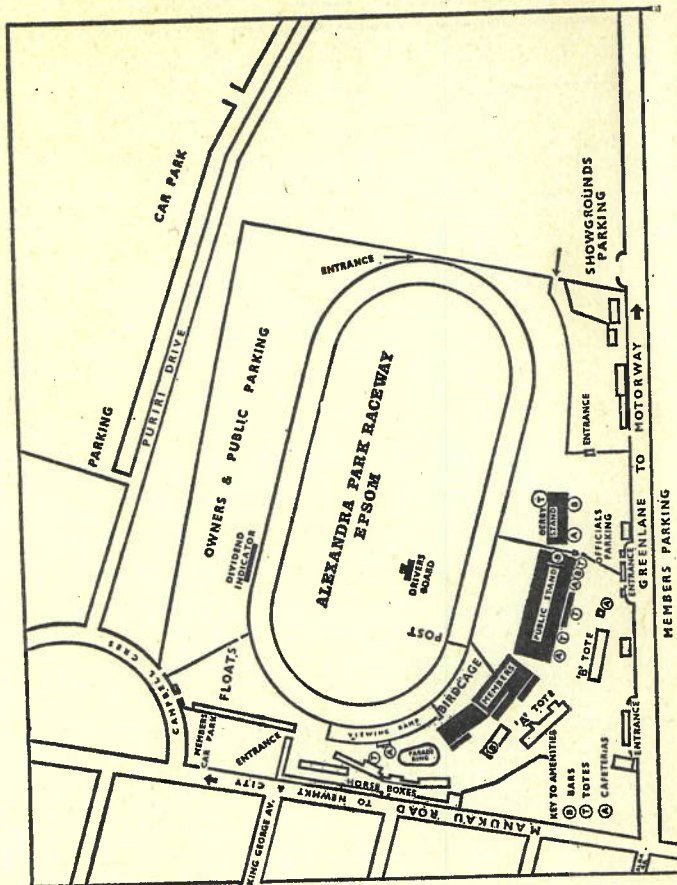 CAR PARK
PURIRI DRIVE
PARKING
OWNERS & PUBLIC PARKING
ENTRANCE
SHOWGROUNDS
PARKING
ALEXANDRA PARK RACEWAY
EPSOM
DIVIDEND
INDICATOR
DRIVERS
BOARD
POST
CAMPBELL CRES
FLOATS
MEMBERS
CAR PARK
ENTRANCE
BIRDCAGE
MEMBERS
PARADE
RING
HORSE BOXES
MANUKAU ROAD TO NEWMKT & CITY
KING GEORGE AV.
'A' TOTE
B
'B' TOTE
A
PUBLIC STAND
B
A
T
T
A
B
T
DERBY
STAND
T
A
B
OFFICIALS
PARKING
ENTRANCE
ENTRANCE
ENTRANCE
GREENLANE TO MOTORWAY
MEMBERS PARKING
KEY TO AMENITIES
B BARS
T TOTES
A CAFETERIAS